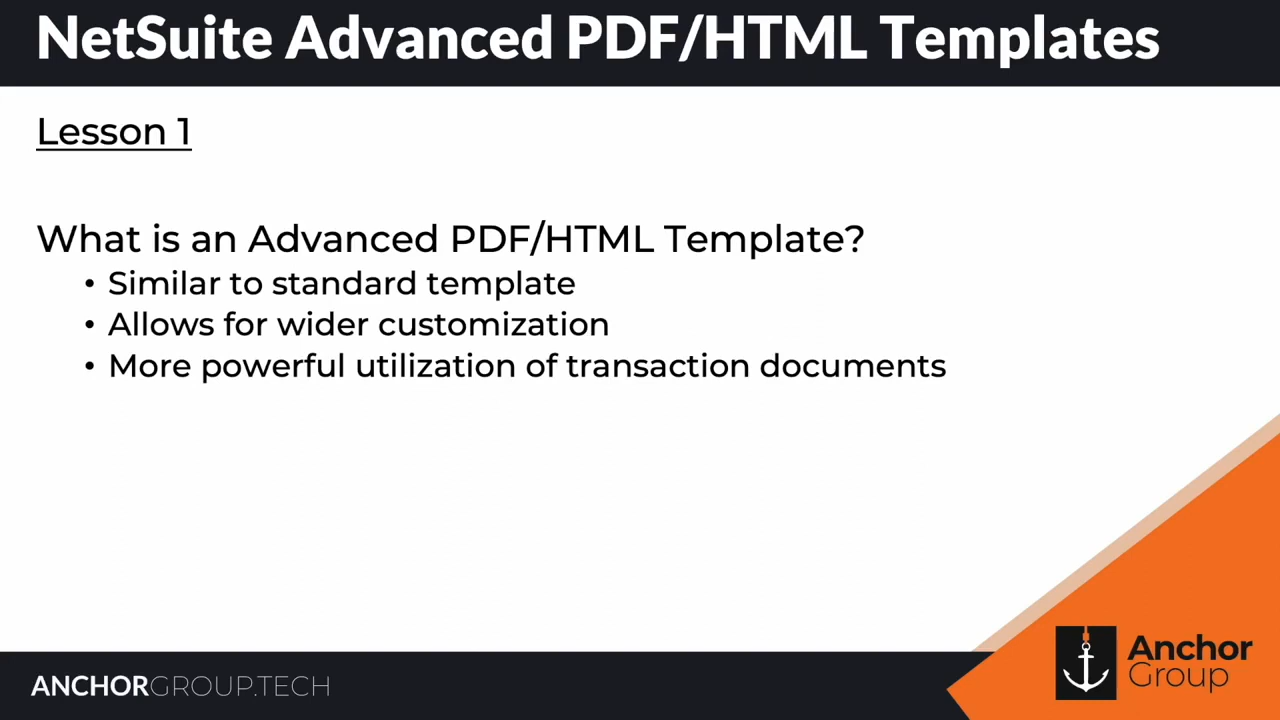 NetSuite Advanced PDF/HTML Templates
Lesson 1
What is an Advanced PDF/HTML Template?
• Similar to standard template
• Allows for wider customization
• More powerful utilization of transaction documents
ANCHORGROUP.TECH
Anchor
Group